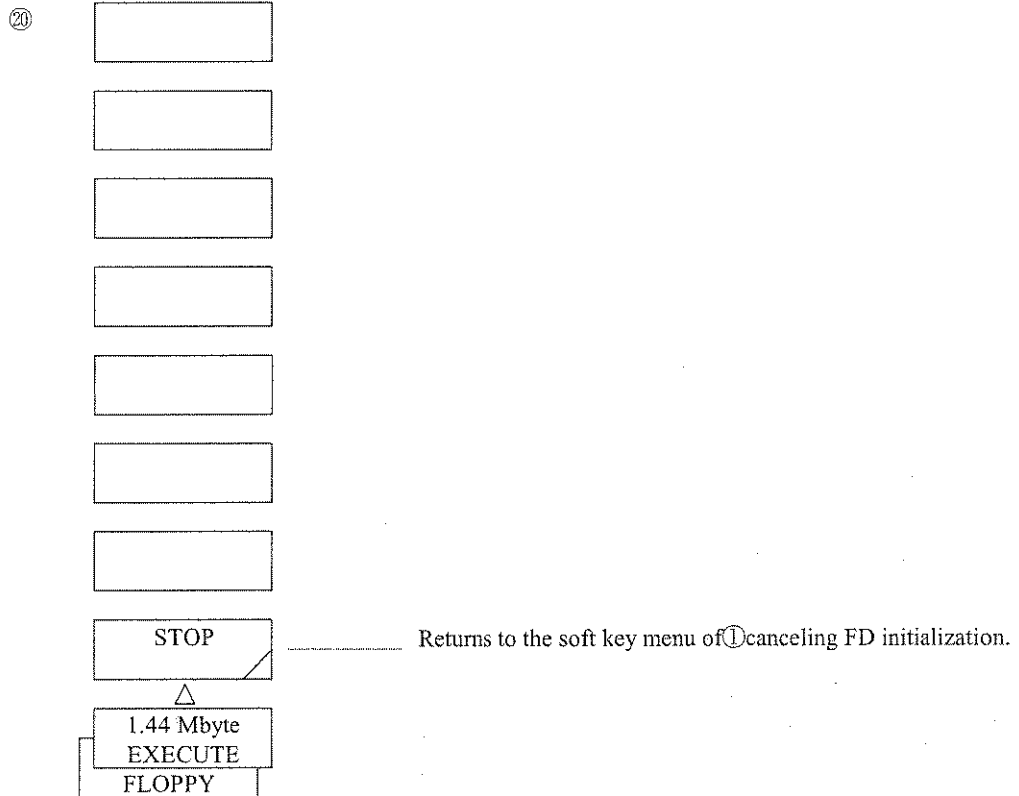 ⑳
STOP
Returns to the soft key menu of①canceling FD initialization.
1.44 Mbyte
EXECUTE
FLOPPY